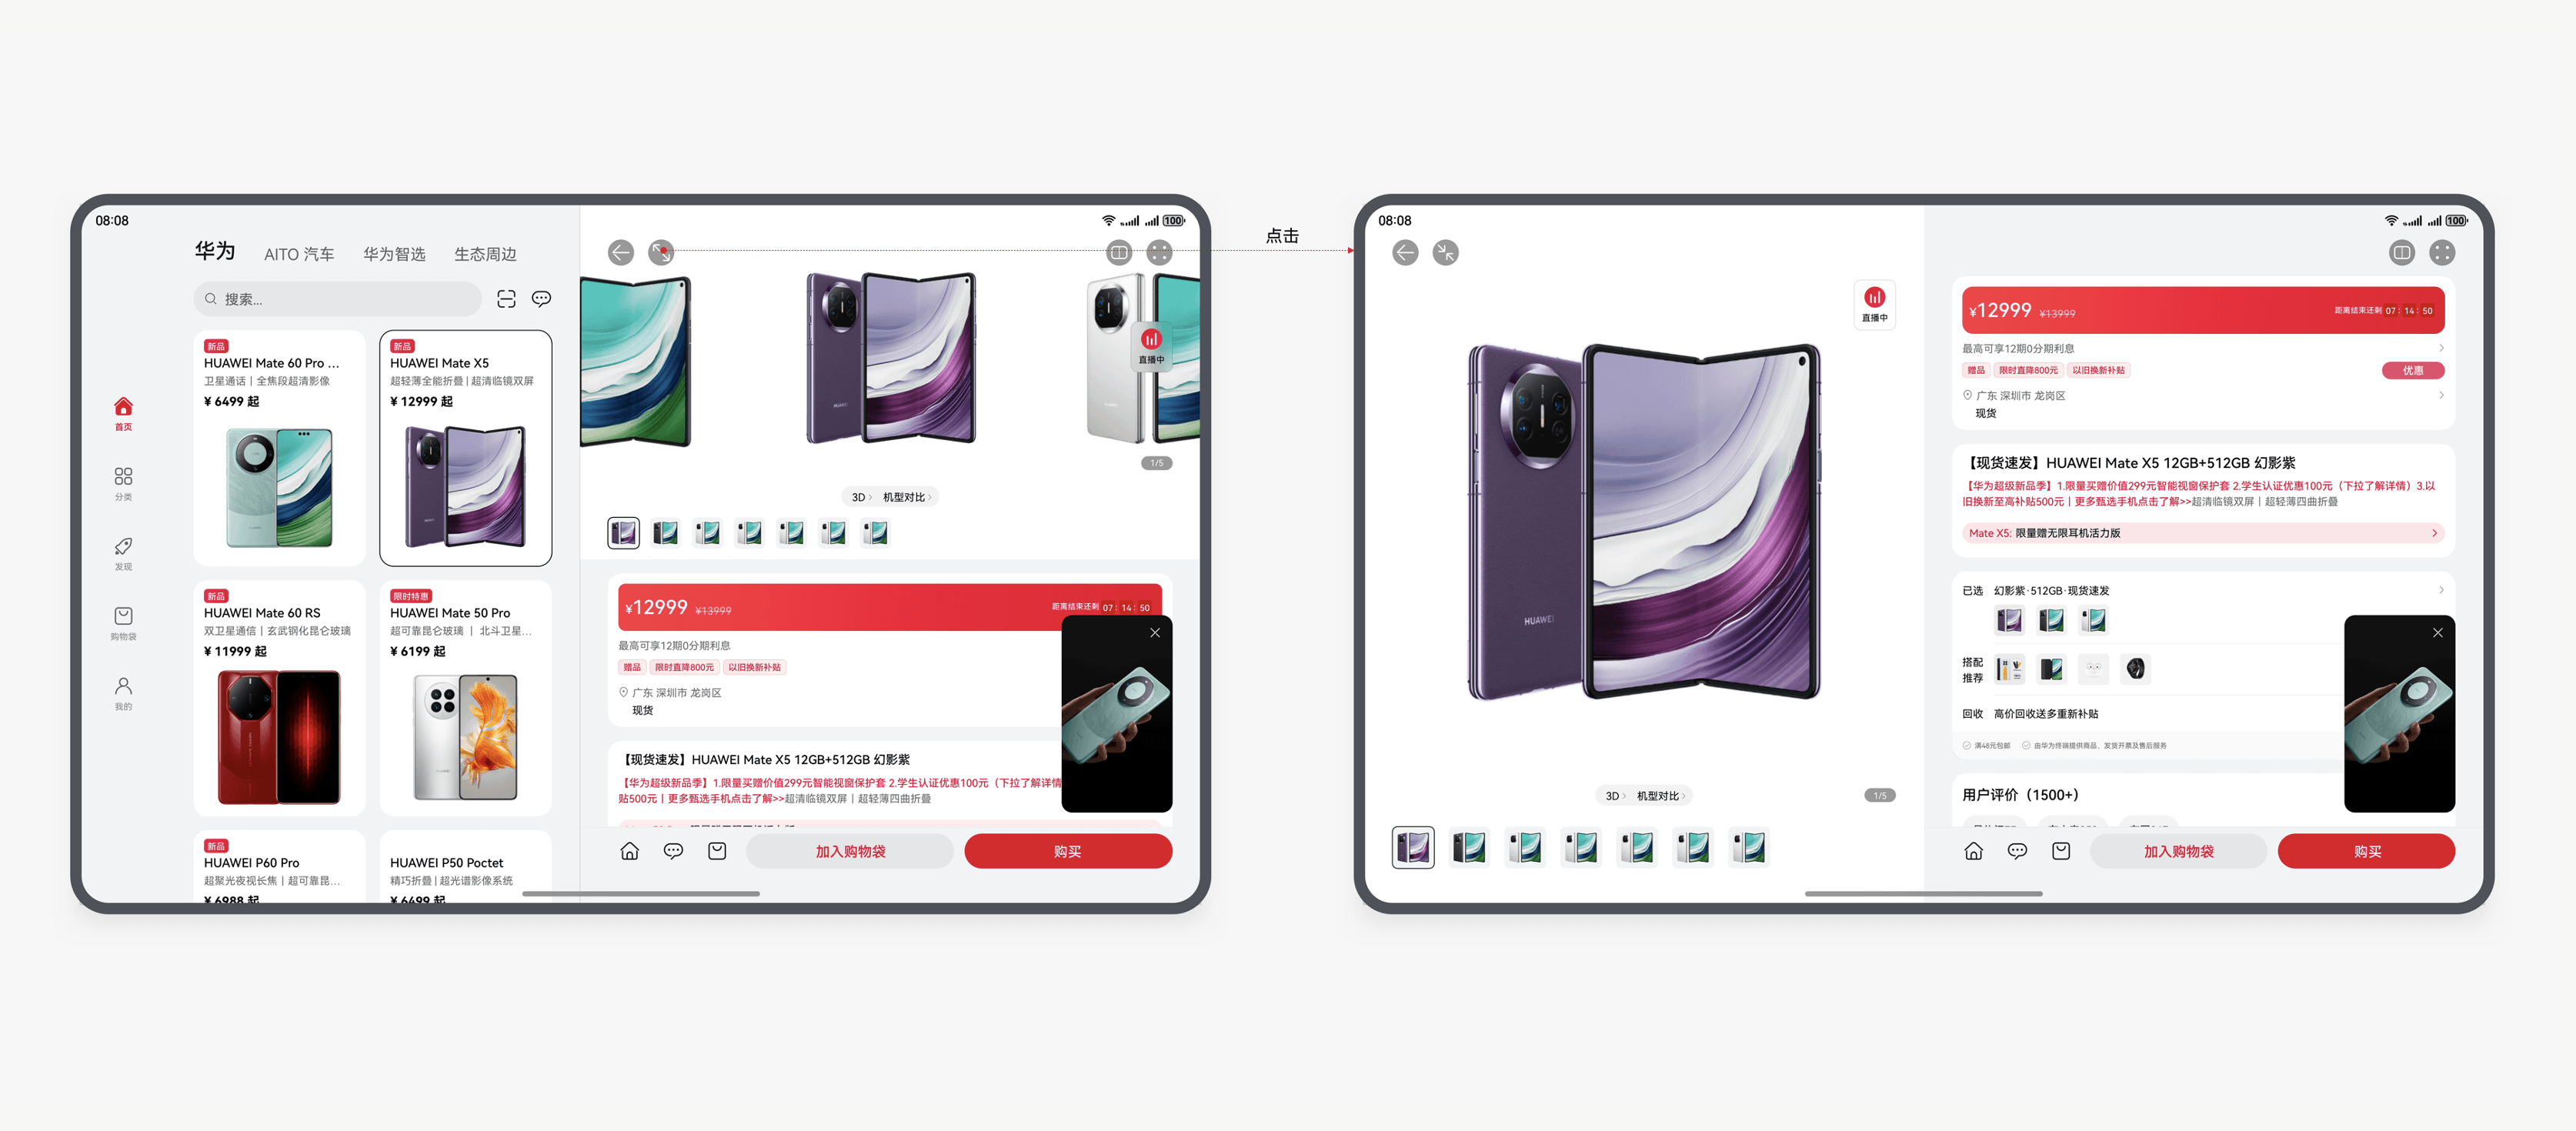 08:08
100
华为
AITO 汽车
华为智选
生态周边
搜索...
首页
分类
发现
购物袋
我的
新品
HUAWEI Mate 60 Pro ...
卫星通话 | 全焦段超清影像
¥ 6499 起
新品
HUAWEI Mate X5
超轻薄全能折叠 | 超清临镜双屏
¥ 12999 起
新品
HUAWEI Mate 60 RS
双卫星通信 | 玄武钢化昆仑玻璃
¥ 11999 起
限时特惠
HUAWEI Mate 50 Pro
超可靠昆仑玻璃 | 北斗卫星...
¥ 6199 起
新品
HUAWEI P60 Pro
超聚光夜视长焦 | 超可靠昆...
¥ 6988 起
HUAWEI P50 Poctet
精巧折叠 | 超光谱影像系统
¥ 6499 起
直播中
1/5
3D
机型对比
¥12999 ¥13999
距离结束还剩 07 : 14 : 50
最高可享12期0分期利息
赠品
限时直降800元
以旧换新补贴
广东 深圳市 龙岗区
现货
【现货速发】HUAWEI Mate X5 12GB+512GB 幻影紫
【华为超级新品季】1.限量买赠价值299元智能视窗保护套 2.学生认证优惠100元（下拉了解详情
贴500元 | 更多甄选手机点击了解>>超清临镜双屏 | 超轻薄四曲折叠
加入购物袋
购买
点击
08:08
100
直播中
HUAWEI
3D
机型对比
1/5
¥12999 ¥13999
距离结束还剩 07 : 14 : 50
最高可享12期0分期利息
赠品
限时直降800元
以旧换新补贴
优惠
广东 深圳市 龙岗区
现货
【现货速发】HUAWEI Mate X5 12GB+512GB 幻影紫
【华为超级新品季】1.限量买赠价值299元智能视窗保护套 2.学生认证优惠100元（下拉了解详情）3.以
旧换新至高补贴500元 | 更多甄选手机点击了解>>超清临镜双屏 | 超轻薄四曲折叠
Mate X5: 限量赠无限耳机活力版
已选
幻影紫·512GB·现货速发
搭配
推荐
回收
高价回收送多重新补贴
满48元包邮
由华为终端提供商品、发货开票及售后服务
用户评价（1500+）
加入购物袋
购买